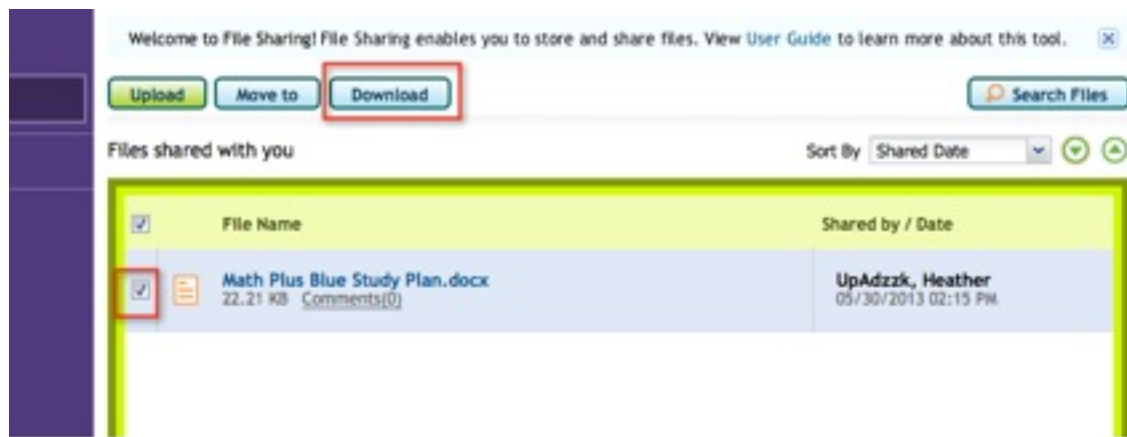 Welcome to File Sharing! File Sharing enables you to store and share files. View User Guide to learn more about this tool.
Upload Move to Download Search Files
Files shared with you Sort By Shared Date
File Name Shared by / Date
Math Plus Blue Study Plan.docx UpAdzzk, Heather
22.21 KB Comments(0) 05/30/2013 02:15 PM